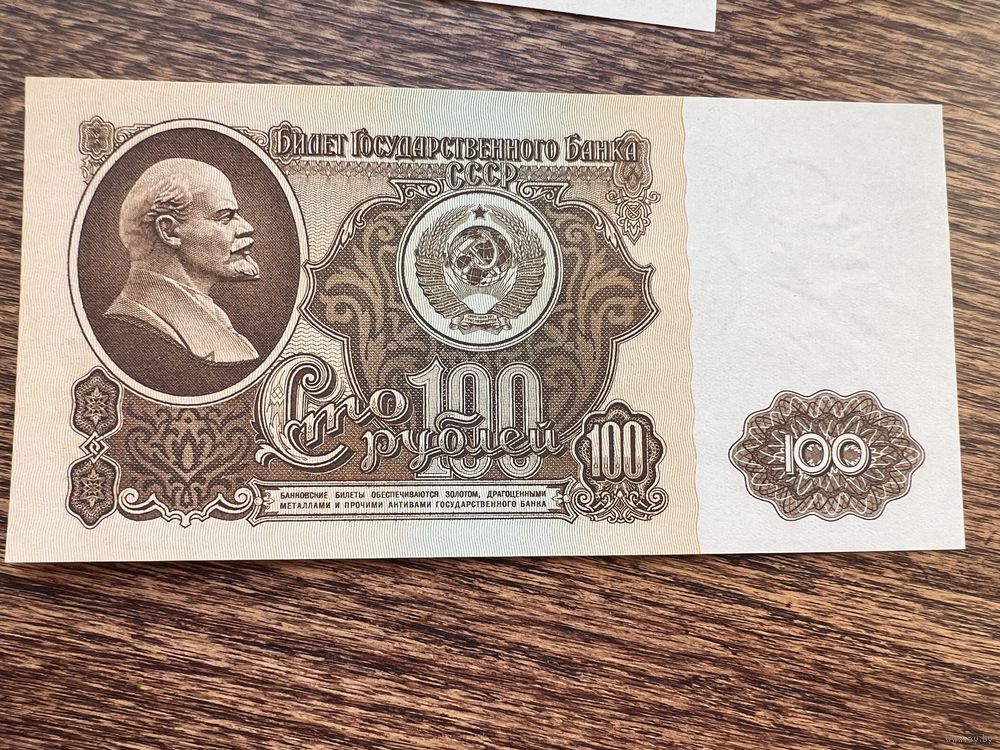 Билет Государственного Банка
СССР
Сто 100
рублей
100
100
БАНКОВСКИЕ БИЛЕТЫ ОБЕСПЕЧИВАЮТСЯ ЗОЛОТОМ, ДРАГОЦЕННЫМИ
МЕТАЛЛАМИ И ПРОЧИМИ АКТИВАМИ ГОСУДАРСТВЕННОГО БАНКА